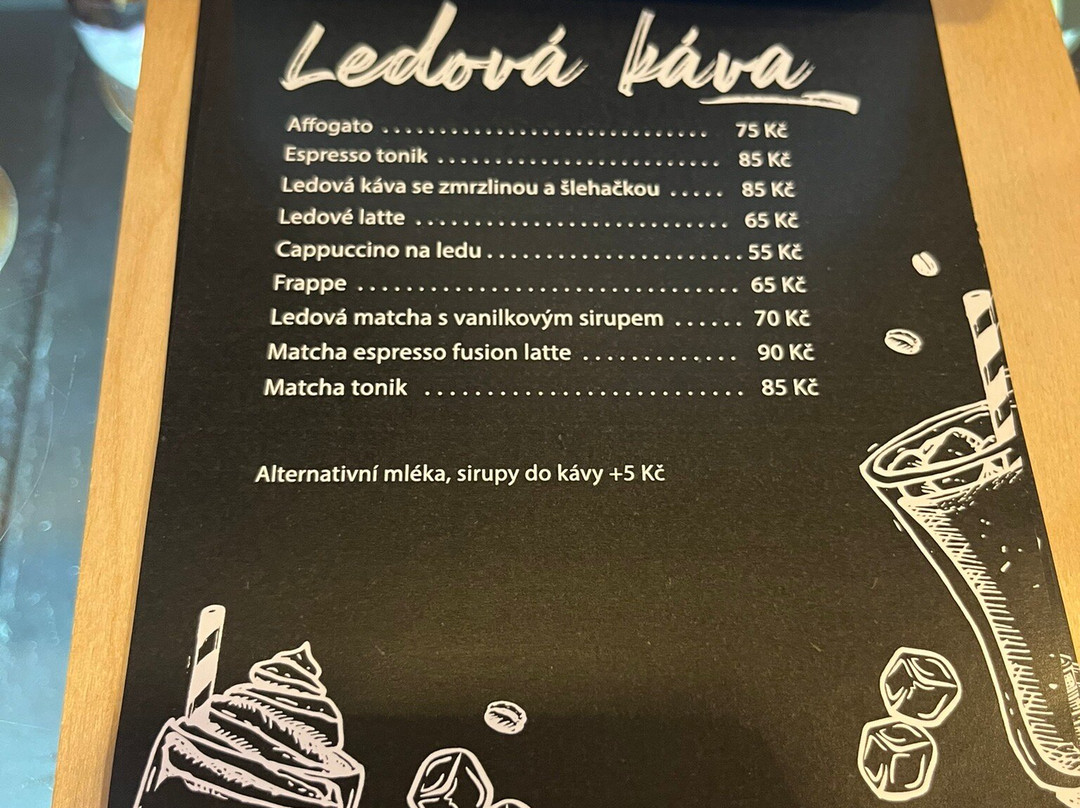 Ledová káva
Affogato ............................ 75 Kč
Espresso tonik ........................ 85 Kč
Ledová káva se zmrzlinou a šlehačkou ..... 85 Kč
Ledové latte ........................... 65 Kč
Cappuccino na ledu...................... 55 Kč
Frappe ................................ 65 Kč
Ledová matcha s vanilkovým sirupem ...... 70 Kč
Matcha espresso fusion latte ............. 90 Kč
Matcha tonik .......................... 85 Kč
Alternativní mléka, sirupy do kávy +5 Kč